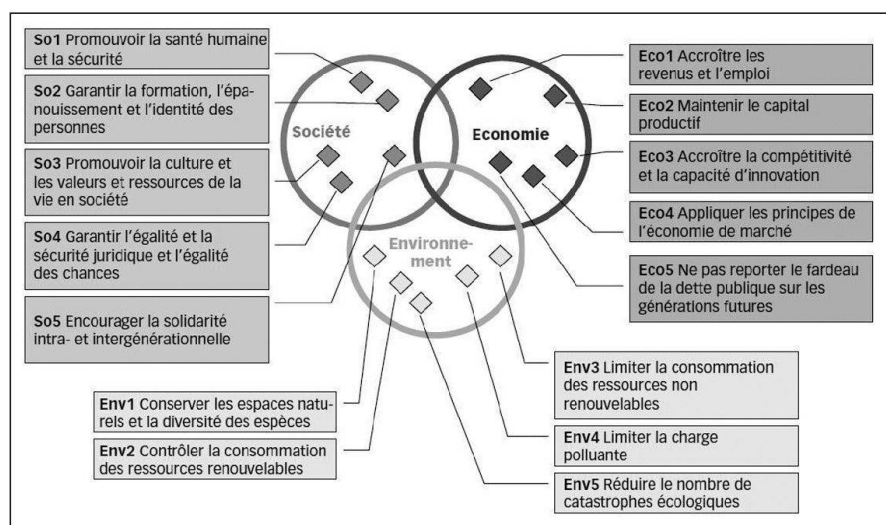 So1 Promouvoir la santé humaine
et la sécurité
So2 Garantir la formation, l'épa-
nouissement et l'identité des
personnes
So3 Promouvoir la culture et
les valeurs et ressources de la
vie en société
So4 Garantir l'égalité et la
sécurité juridique et l'égalité
des chances
So5 Encourager la solidarité
intra- et intergénérationnelle
Société
Economie
Environne-
ment
Eco1 Accroître les
revenus et l'emploi
Eco2 Maintenir le capital
productif
Eco3 Accroître la compétitivité
et la capacité d'innovation
Eco4 Appliquer les principes de
l'économie de marché
Eco5 Ne pas reporter le fardeau
de la dette publique sur les
générations futures
Env1 Conserver les espaces natu-
rels et la diversité des espèces
Env2 Contrôler la consommation
des ressources renouvelables
Env3 Limiter la consommation
des ressources non
renouvelables
Env4 Limiter la charge
polluante
Env5 Réduire le nombre de
catastrophes écologiques